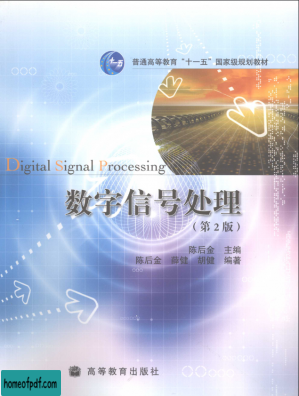 普通高等教育“十一五”国家级规划教材
Digital Signal Processing
数字信号处理
(第2版)
陈后金 主编
陈后金 薛健 胡健 编著
高等教育出版社
homeofpdf.com